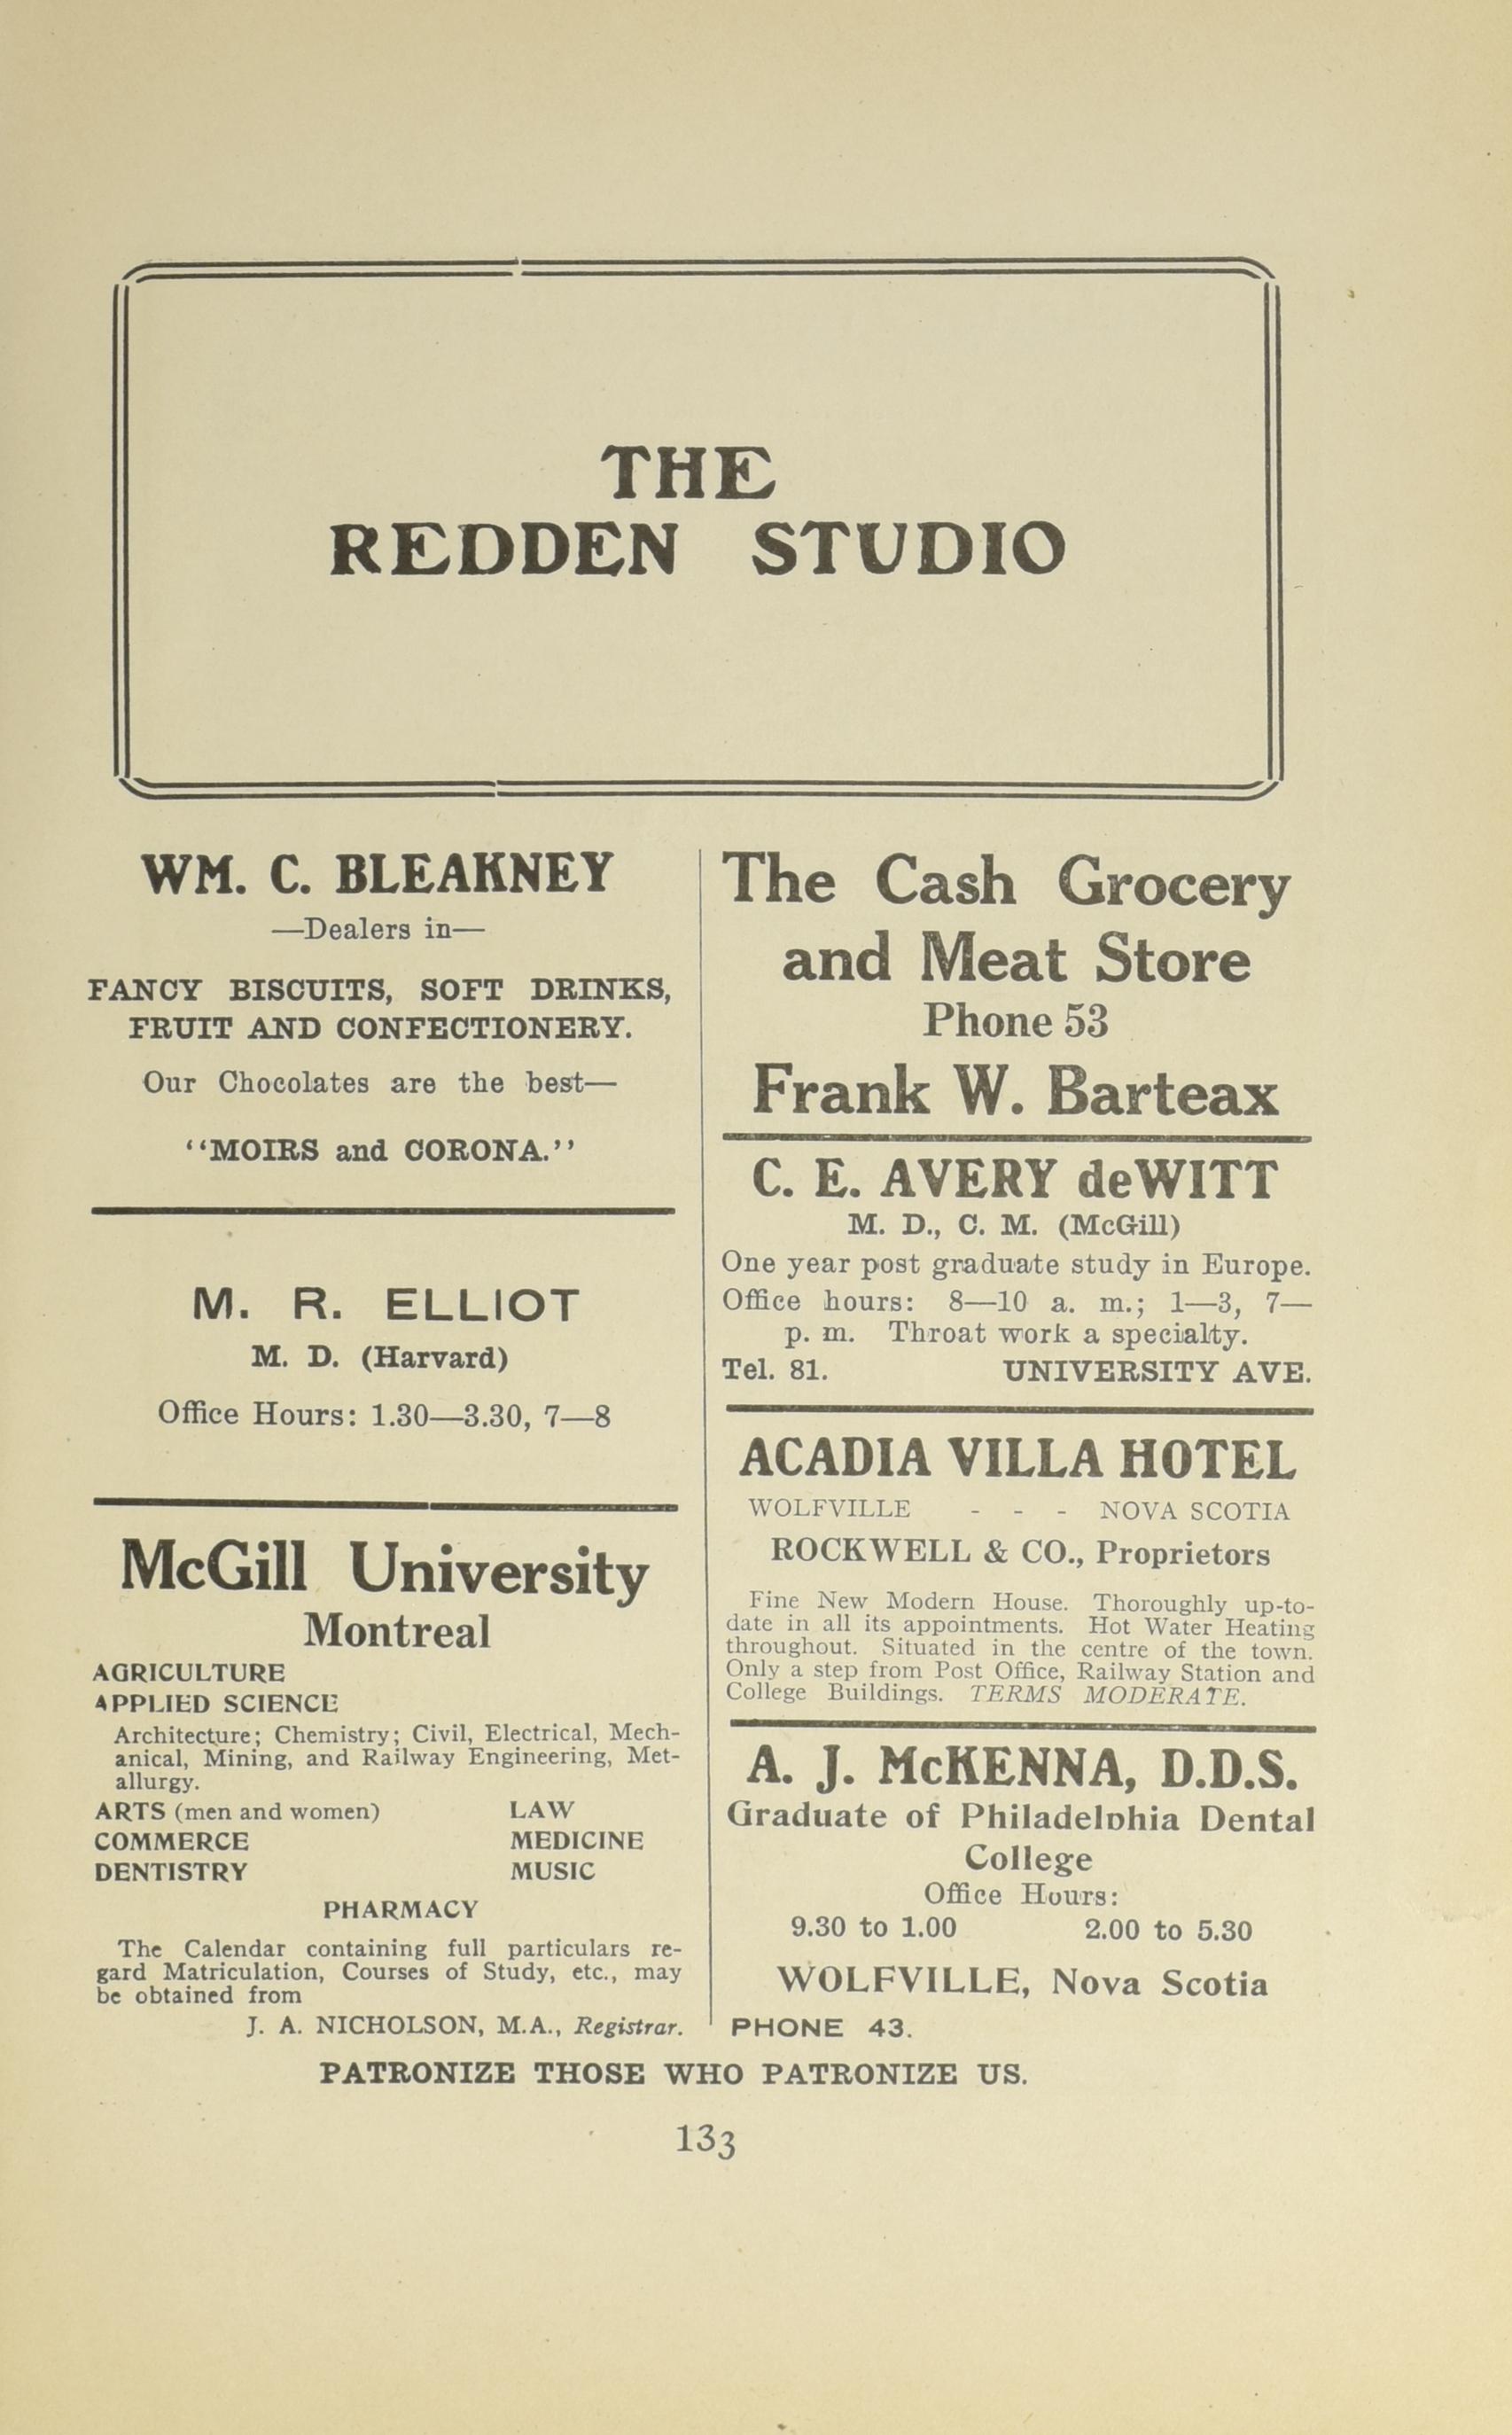 THE
REDDEN STUDIO
WM. C. BLEAKNEY
—Dealers in—
FANCY BISCUITS, SOFT DRINKS,
FRUIT AND CONFECTIONERY.
Our Chocolates are the best—
‘‘MOIRS and CORONA.’’
M. R. ELLIOT
M. D. (Harvard)
Office Hours: 1.30—3.30, 7—8
McGill University
Montreal
AGRICULTURE
APPLIED SCIENCE
Architecture; Chemistry; Civil, Electrical, Mech-
anical, Mining, and Railway Engineering, Met-
allurgy.
ARTS (men and women) LAW
COMMERCE MEDICINE
DENTISTRY MUSIC
PHARMACY
The Calendar containing full particulars re-
gard Matriculation, Courses of Study, etc., may
be obtained from
J. A. NICHOLSON, M.A., Registrar.
The Cash Grocery
and Meat Store
Phone 53
Frank W. Barteax
C. E. AVERY deWITT
M. D., C. M. (McGill)
One year post graduate study in Europe.
Office hours: 8—10 a. m.; 1—3, 7—
p. m. Throat work a specialty.
Tel. 81. UNIVERSITY AVE.
ACADIA VILLA HOTEL
WOLFVILLE - - - NOVA SCOTIA
ROCKWELL & CO., Proprietors
Fine New Modern House. Thoroughly up-to-
date in all its appointments. Hot Water Heating
throughout. Situated in the centre of the town.
Only a step from Post Office, Railway Station and
College Buildings. TERMS MODERATE.
A. J. McKENNA, D.D.S.
Graduate of Philadelphia Dental
College
Office Hours:
9.30 to 1.00 2.00 to 5.30
WOLFVILLE, Nova Scotia
PHONE 43.
PATRONIZE THOSE WHO PATRONIZE US.
133